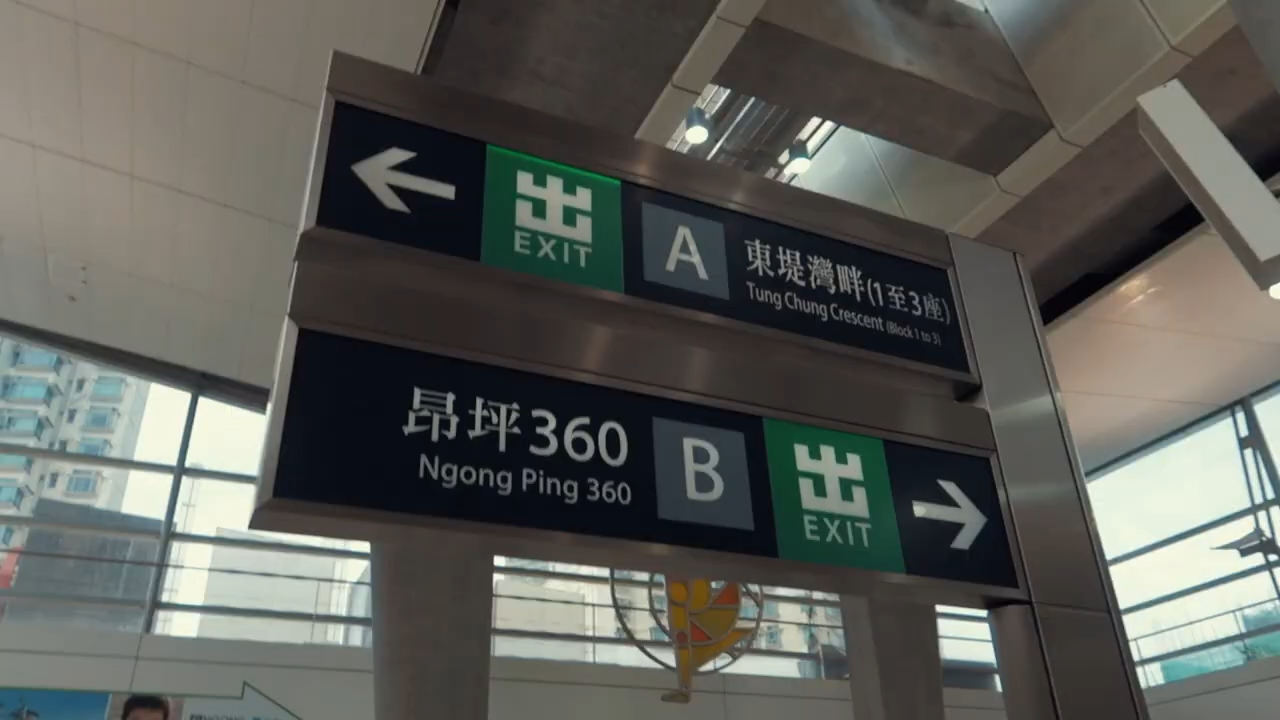 出
EXIT
A
東堤灣畔(1至3座)
Tung Chung Crescent (Block 1 to 3)
昂坪360
Ngong Ping 360
B
出
EXIT